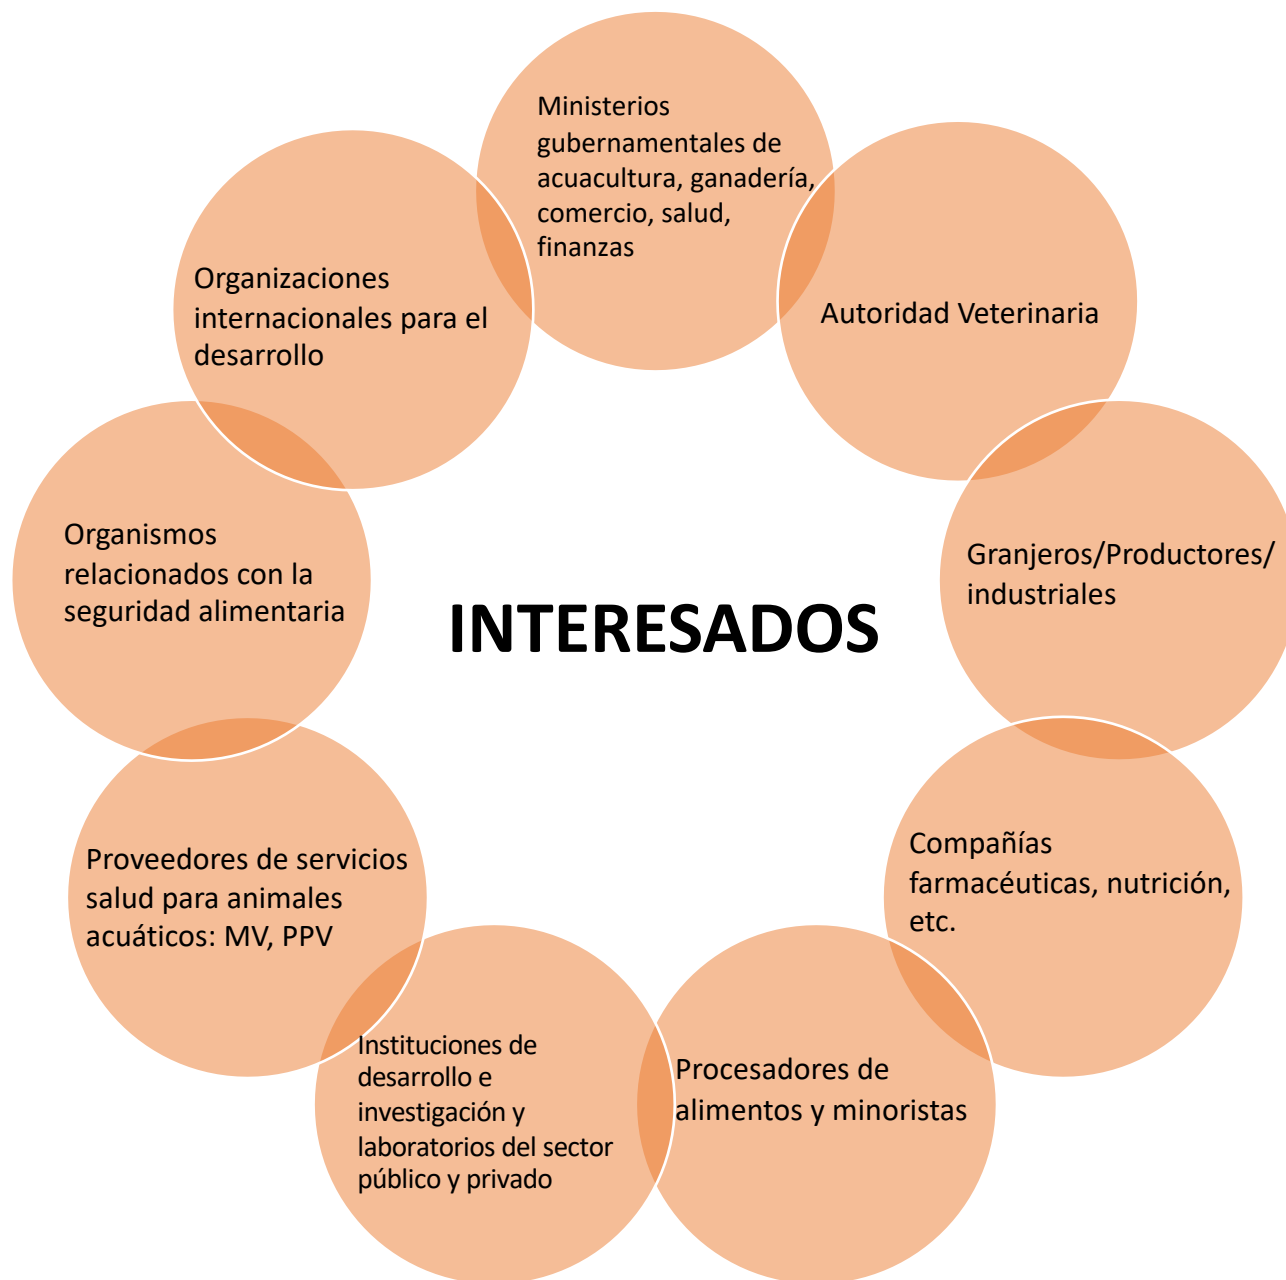 Ministerios
gubernamentales de
acuacultura, ganadería,
comercio, salud,
finanzas
Autoridad Veterinaria
Granjeros/Productores/
industriales
Compañías
farmacéuticas, nutrición,
etc.
Procesadores de
alimentos y minoristas
Instituciones de
desarrollo e
investigación y
laboratorios del sector
público y privado
Proveedores de servicios
salud para animales
acuáticos: MV, PPV
Organismos
relacionados con la
seguridad alimentaria
Organizaciones
internacionales para el
desarrollo
INTERESADOS